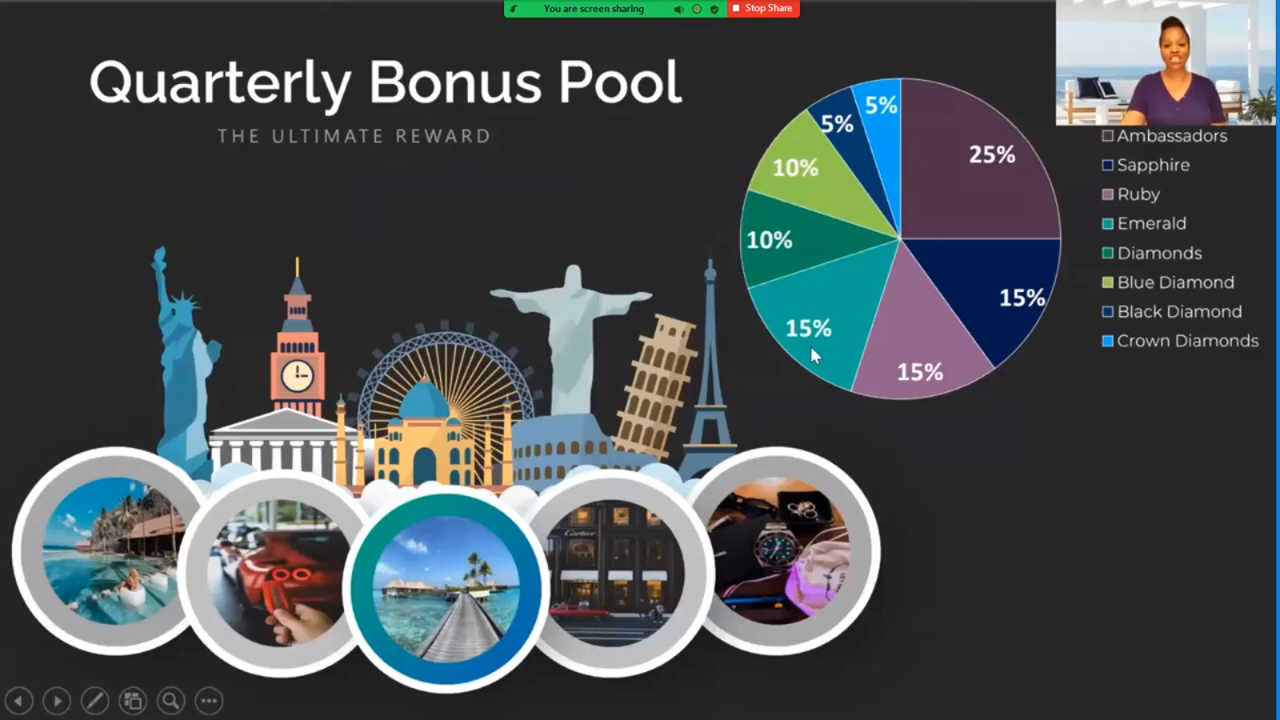 You are screen sharing
Stop Share
Quarterly Bonus Pool
THE ULTIMATE REWARD
5%
5%
25%
10%
10%
15%
15%
15%
Ambassadors
Sapphire
Ruby
Emerald
Diamonds
Blue Diamond
Black Diamond
Crown Diamonds
Cartier